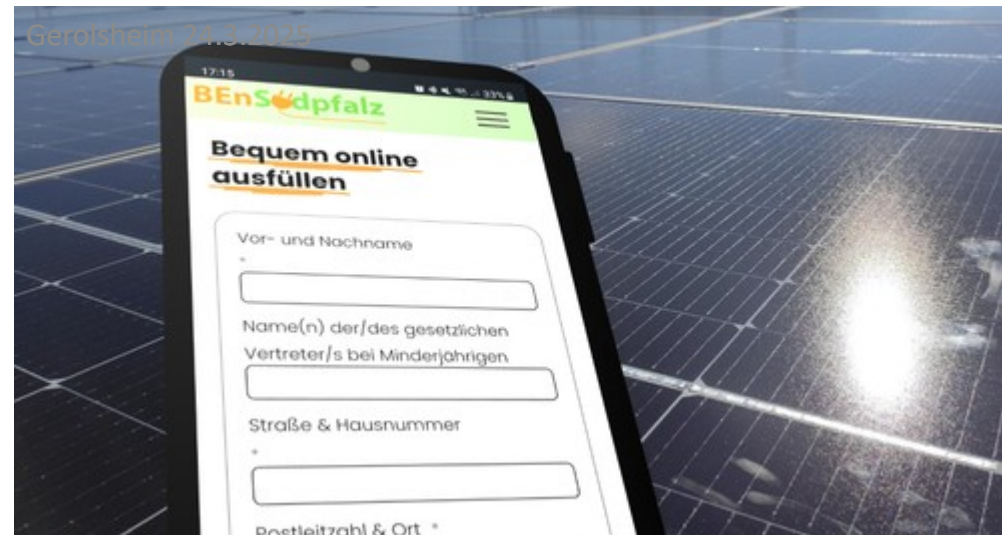 Gerolsheim 24.3.2025
17:15
33%
BEnSüdpfalz
Bequem online
ausfüllen
Vor- und Nachname
*
Name(n) der/des gesetzlichen
Vertreter/s bei Minderjährigen
Straße & Hausnummer
*
Postleitzahl & Ort *